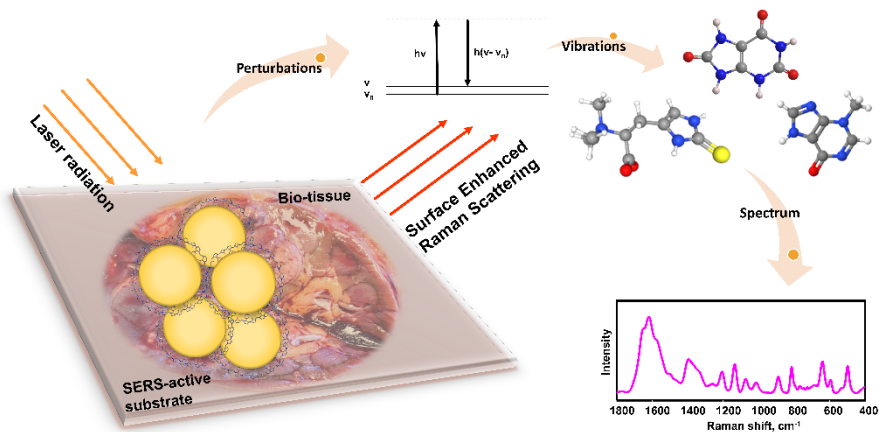 Laser radiation
Perturbations
hν
h(ν- νn)
ν
νn
Vibrations
Bio-tissue
Surface Enhanced
Raman Scattering
SERS-active
substrate
Spectrum
Intensity
1800 1600 1400 1200 1000 800 600 400
Raman shift, cm-1